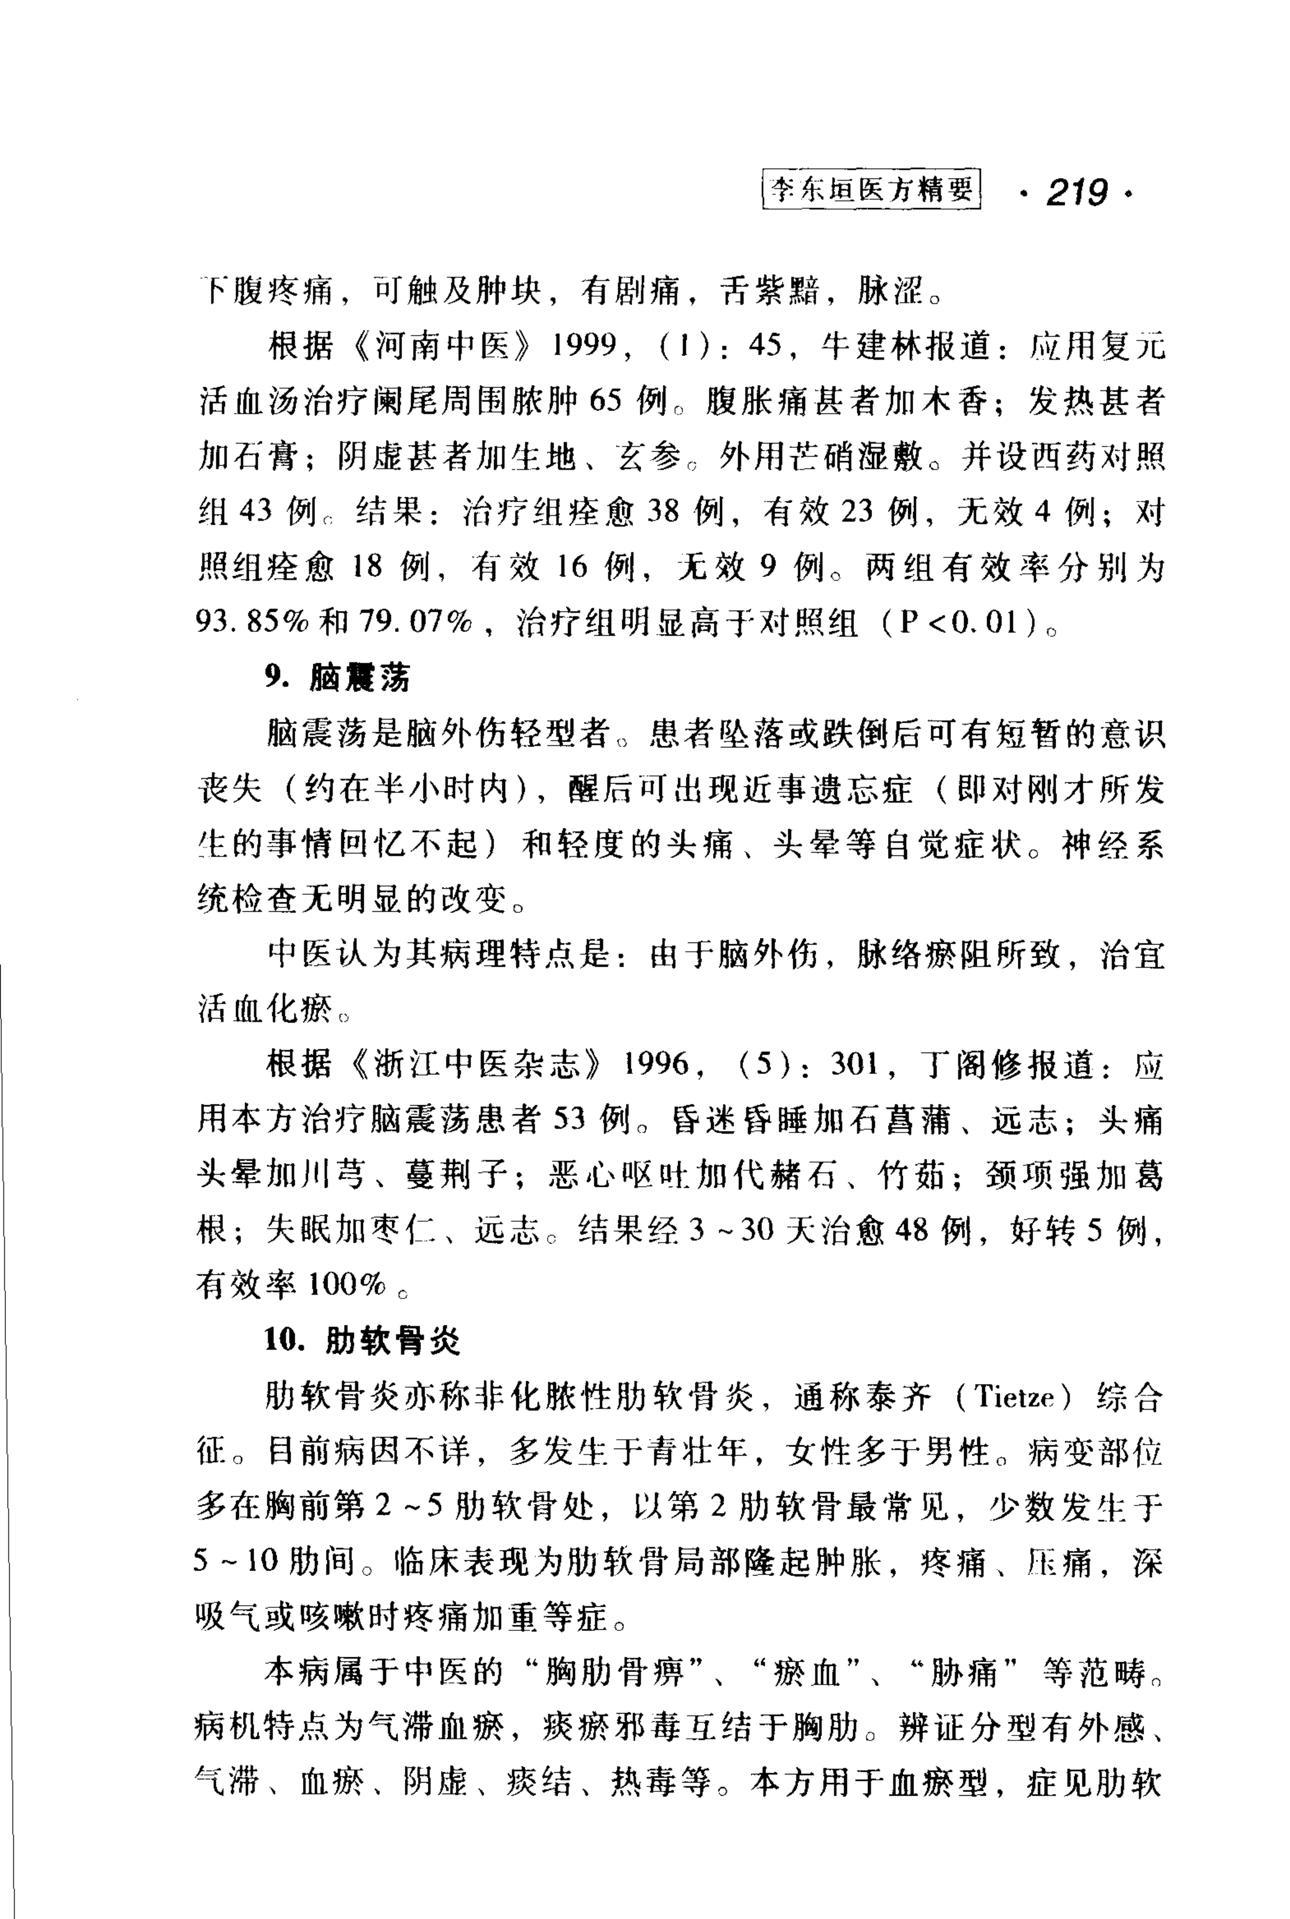 李东垣医方精要 · 219 ·
下腹疼痛，可触及肿块，有剧痛，舌紫黯，脉涩。
根据《河南中医》1999，(1)：45，牛建林报道：应用复元
活血汤治疗阑尾周围脓肿 65 例。腹胀痛甚者加木香；发热甚者
加石膏；阴虚甚者加生地、玄参。外用芒硝湿敷。并设西药对照
组 43 例。结果：治疗组痊愈 38 例，有效 23 例，无效 4 例；对
照组痊愈 18 例，有效 16 例，无效 9 例。两组有效率分别为
93.85%和 79.07%，治疗组明显高于对照组（P<0.01）。
9. 脑震荡
脑震荡是脑外伤轻型者。患者坠落或跌倒后可有短暂的意识
丧失（约在半小时内），醒后可出现近事遗忘症（即对刚才所发
生的事情回忆不起）和轻度的头痛、头晕等自觉症状。神经系
统检查无明显的改变。
中医认为其病理特点是：由于脑外伤，脉络瘀阻所致，治宜
活血化瘀。
根据《浙江中医杂志》1996，(5)：301，丁阁修报道：应
用本方治疗脑震荡患者 53 例。昏迷昏睡加石菖蒲、远志；头痛
头晕加川芎、蔓荆子；恶心呕吐加代赭石、竹茹；颈项强加葛
根；失眠加枣仁、远志。结果经 3～30 天治愈 48 例，好转 5 例，
有效率 100%。
10. 肋软骨炎
肋软骨炎亦称非化脓性肋软骨炎，通称泰齐（Tietze）综合
征。目前病因不详，多发生于青壮年，女性多于男性。病变部位
多在胸前第 2～5 肋软骨处，以第 2 肋软骨最常见，少数发生于
5～10 肋间。临床表现为肋软骨局部隆起肿胀，疼痛、压痛，深
吸气或咳嗽时疼痛加重等症。
本病属于中医的“胸肋骨痹”、“瘀血”、“胁痛”等范畴。
病机特点为气滞血瘀，痰瘀邪毒互结于胸肋。辨证分型有外感、
气滞、血瘀、阴虚、痰结、热毒等。本方用于血瘀型，症见肋软